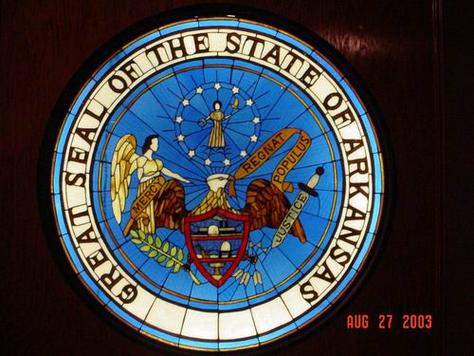 GREAT SEAL OF THE STATE OF ARKANSAS
REGNAT
POPULUS
MERCY
JUSTICE
AUG 27 2003